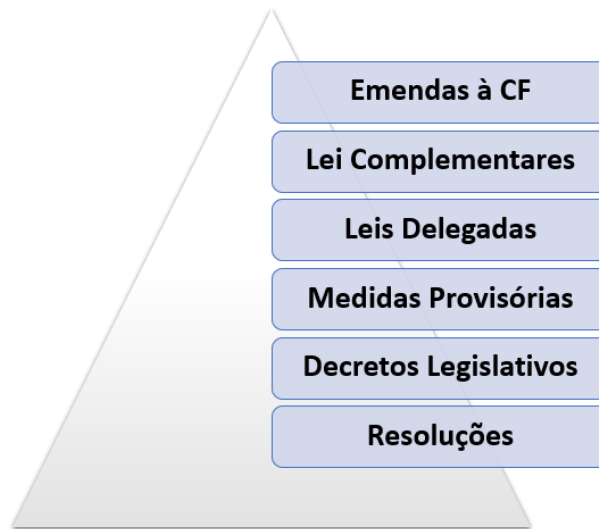 Emendas à CF
Lei Complementares
Leis Delegadas
Medidas Provisórias
Decretos Legislativos
Resoluções